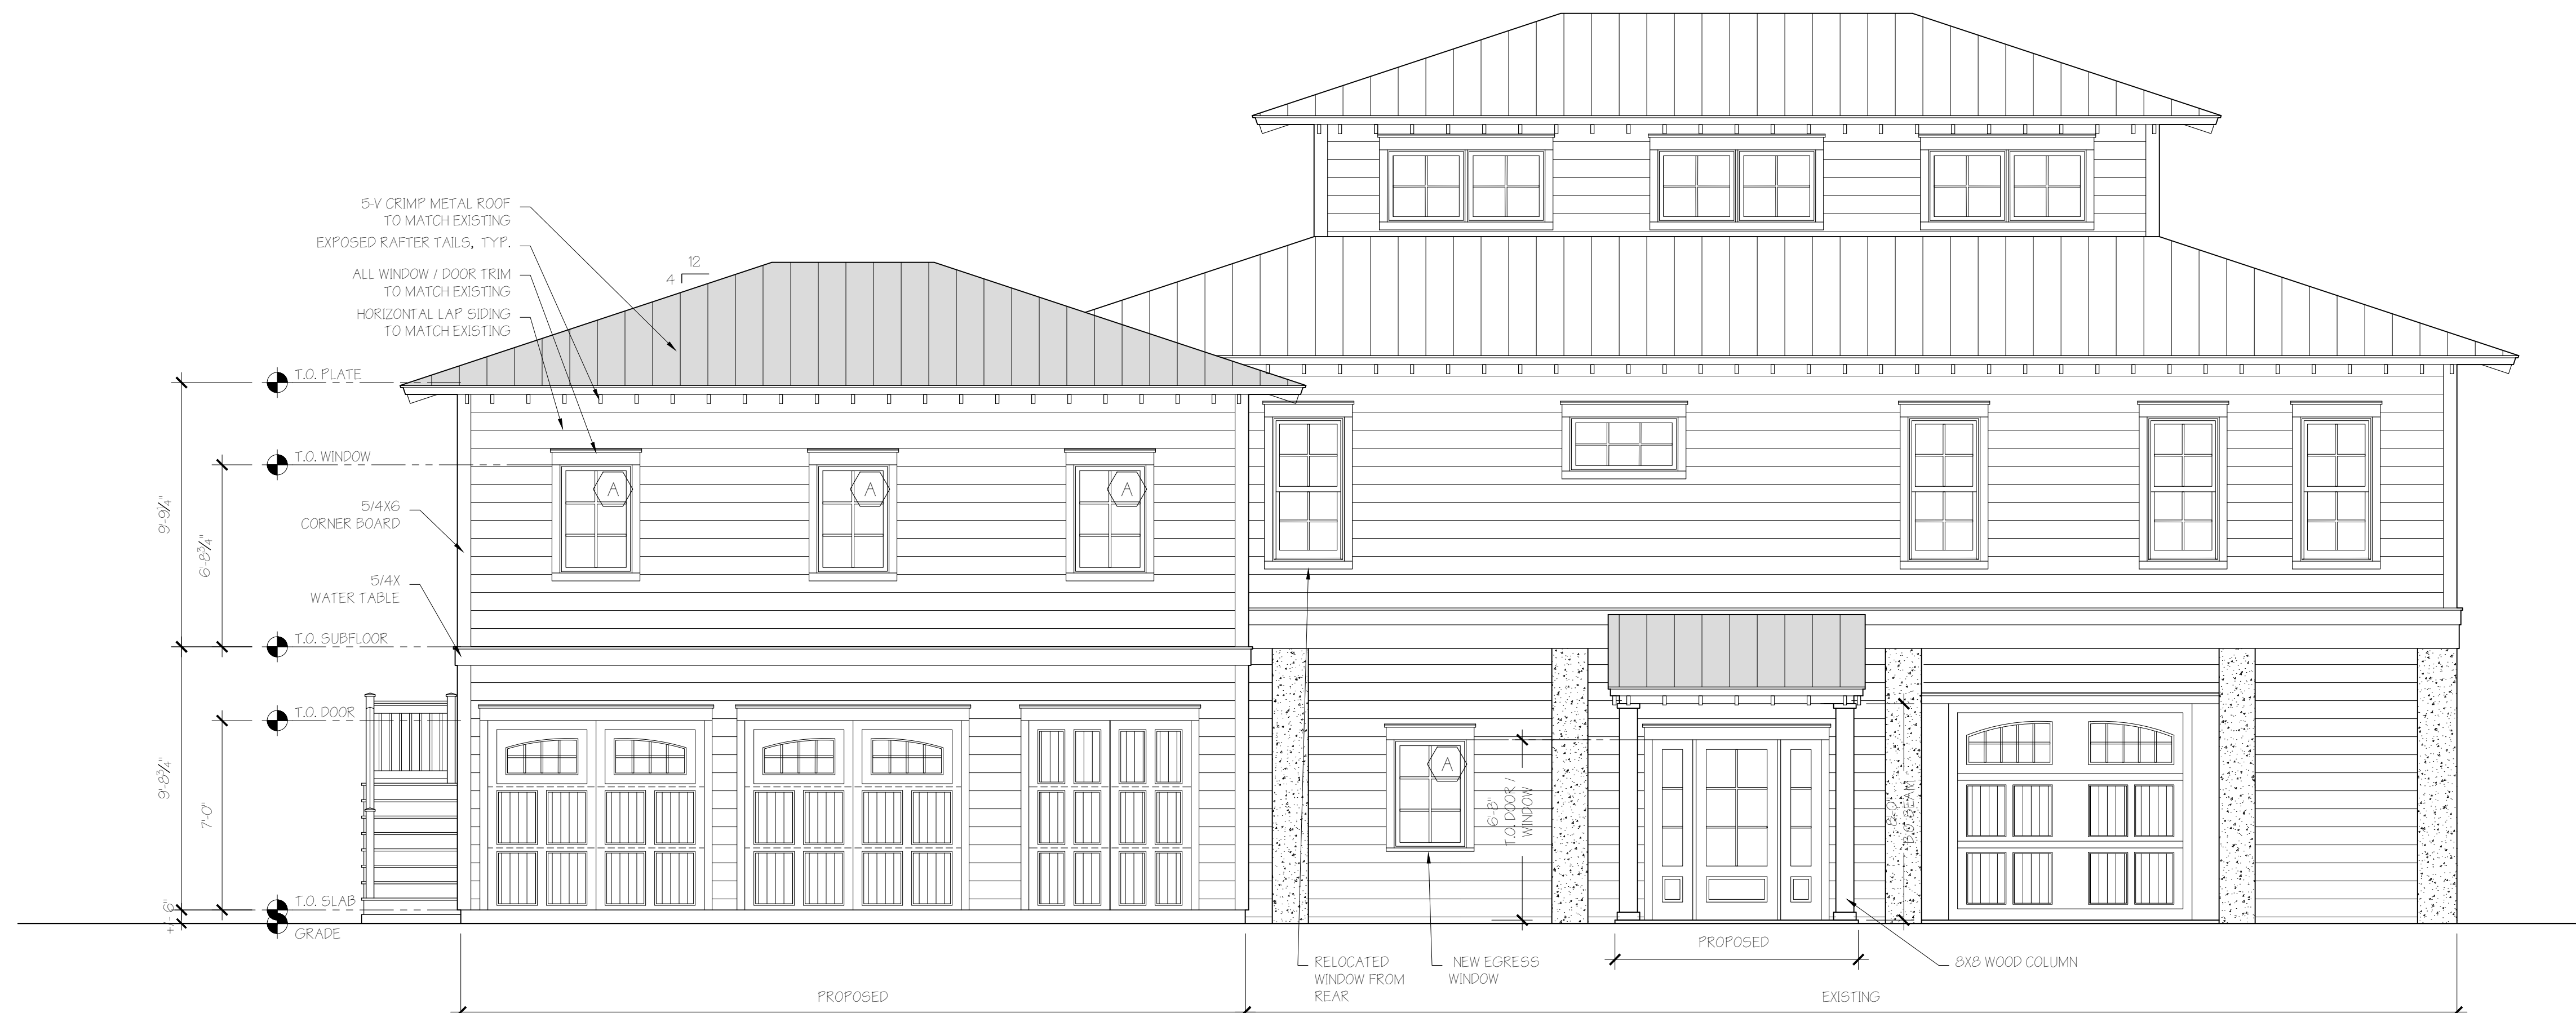 5-V CRIMP METAL ROOF
TO MATCH EXISTING
EXPOSED RAFTER TAILS, TYP.
ALL WINDOW / DOOR TRIM
TO MATCH EXISTING
HORIZONTAL LAP SIDING
TO MATCH EXISTING
12
4
T.O. PLATE
T.O. WINDOW
9'-9¼"
6'-8¾"
5/4X6
CORNER BOARD
5/4X
WATER TABLE
A
A
A
T.O. SUBFLOOR
T.O. DOOR
9'-8¾"
7'-0"
T.O. SLAB
+/- 6"
GRADE
A
6'-8"
T.O. DOOR /
WINDOW
8'-0"
T.O. BEAM
PROPOSED
RELOCATED
WINDOW FROM
REAR
NEW EGRESS
WINDOW
8X8 WOOD COLUMN
PROPOSED
EXISTING